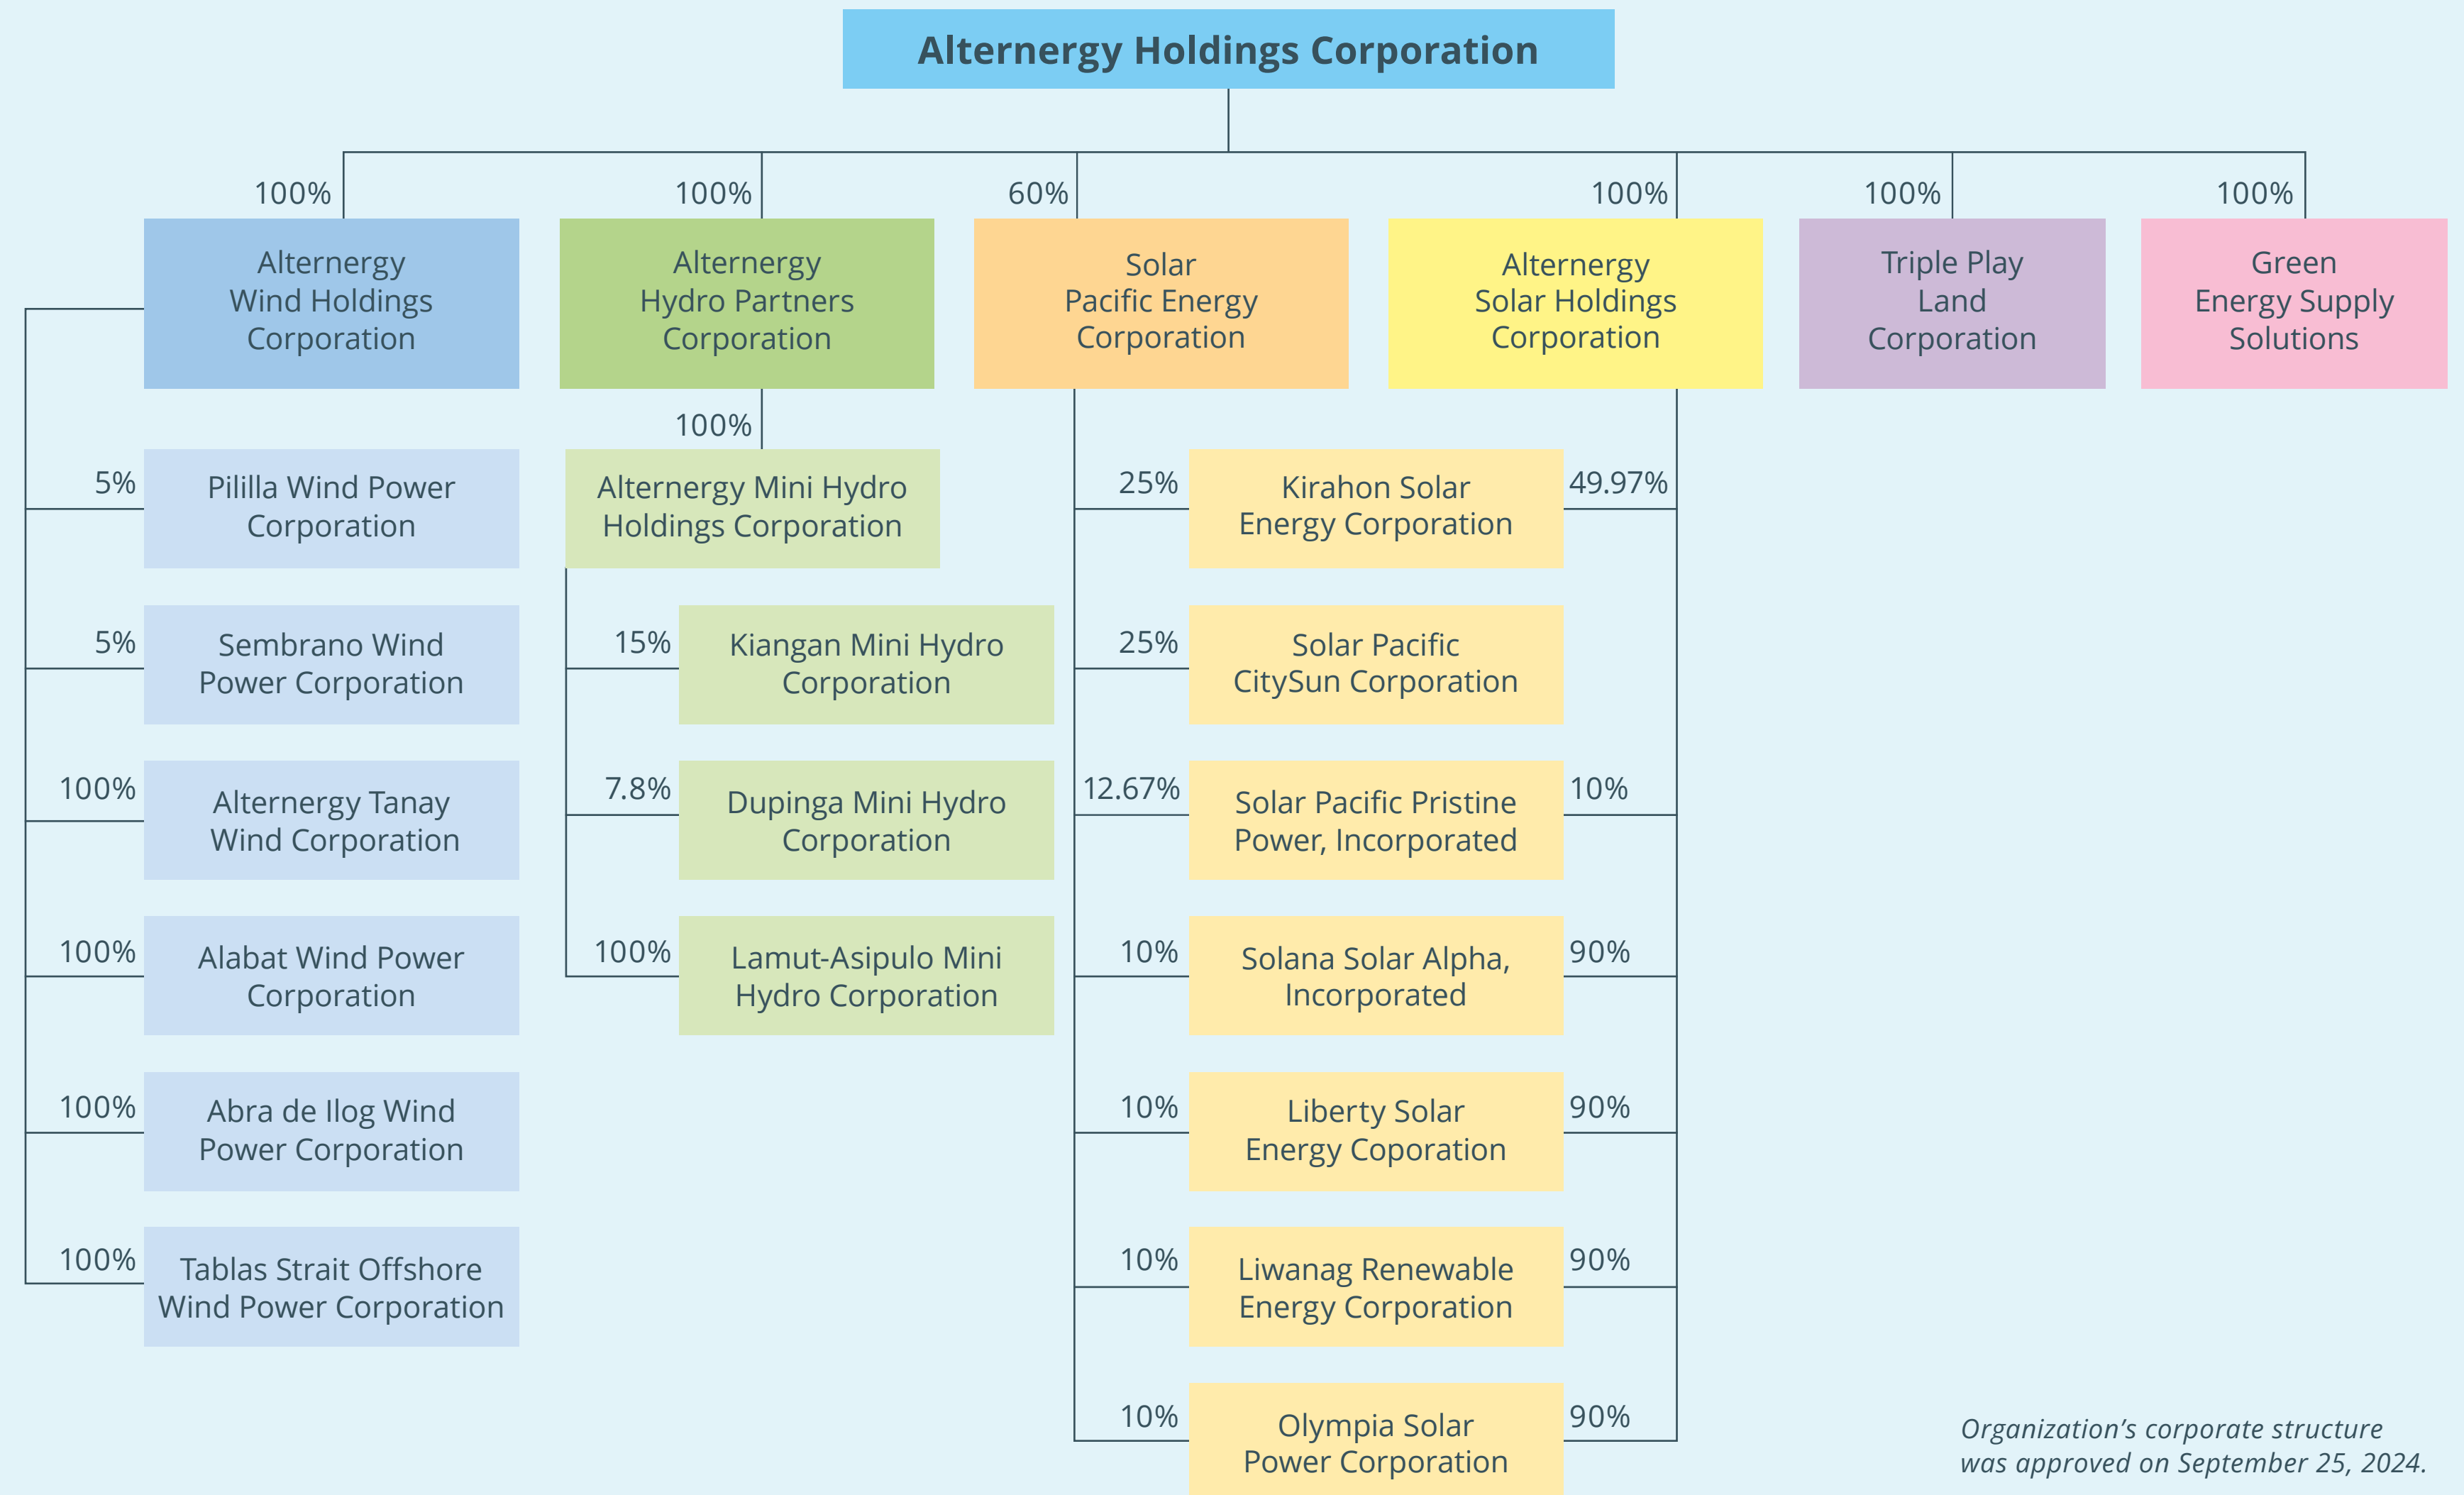 Alternergy Holdings Corporation
100%
100%
60%
100%
100%
100%
Alternergy
Wind Holdings
Corporation
Alternergy
Hydro Partners
Corporation
Solar
Pacific Energy
Corporation
Alternergy
Solar Holdings
Corporation
Triple Play
Land
Corporation
Green
Energy Supply
Solutions
5%
Pililla Wind Power
Corporation
5%
Sembrano Wind
Power Corporation
100%
Alternergy Tanay
Wind Corporation
100%
Alabat Wind Power
Corporation
100%
Abra de Ilog Wind
Power Corporation
100%
Tablas Strait Offshore
Wind Power Corporation
100%
Alternergy Mini Hydro
Holdings Corporation
15%
Kiangan Mini Hydro
Corporation
7.8%
Dupinga Mini Hydro
Corporation
100%
Lamut-Asipulo Mini
Hydro Corporation
25%
Kirahon Solar
Energy Corporation
49.97%
25%
Solar Pacific
CitySun Corporation
12.67%
Solar Pacific Pristine
Power, Incorporated
10%
10%
Solana Solar Alpha,
Incorporated
90%
10%
Liberty Solar
Energy Coporation
90%
10%
Liwanag Renewable
Energy Corporation
90%
10%
Olympia Solar
Power Corporation
90%
Organization’s corporate structure
was approved on September 25, 2024.